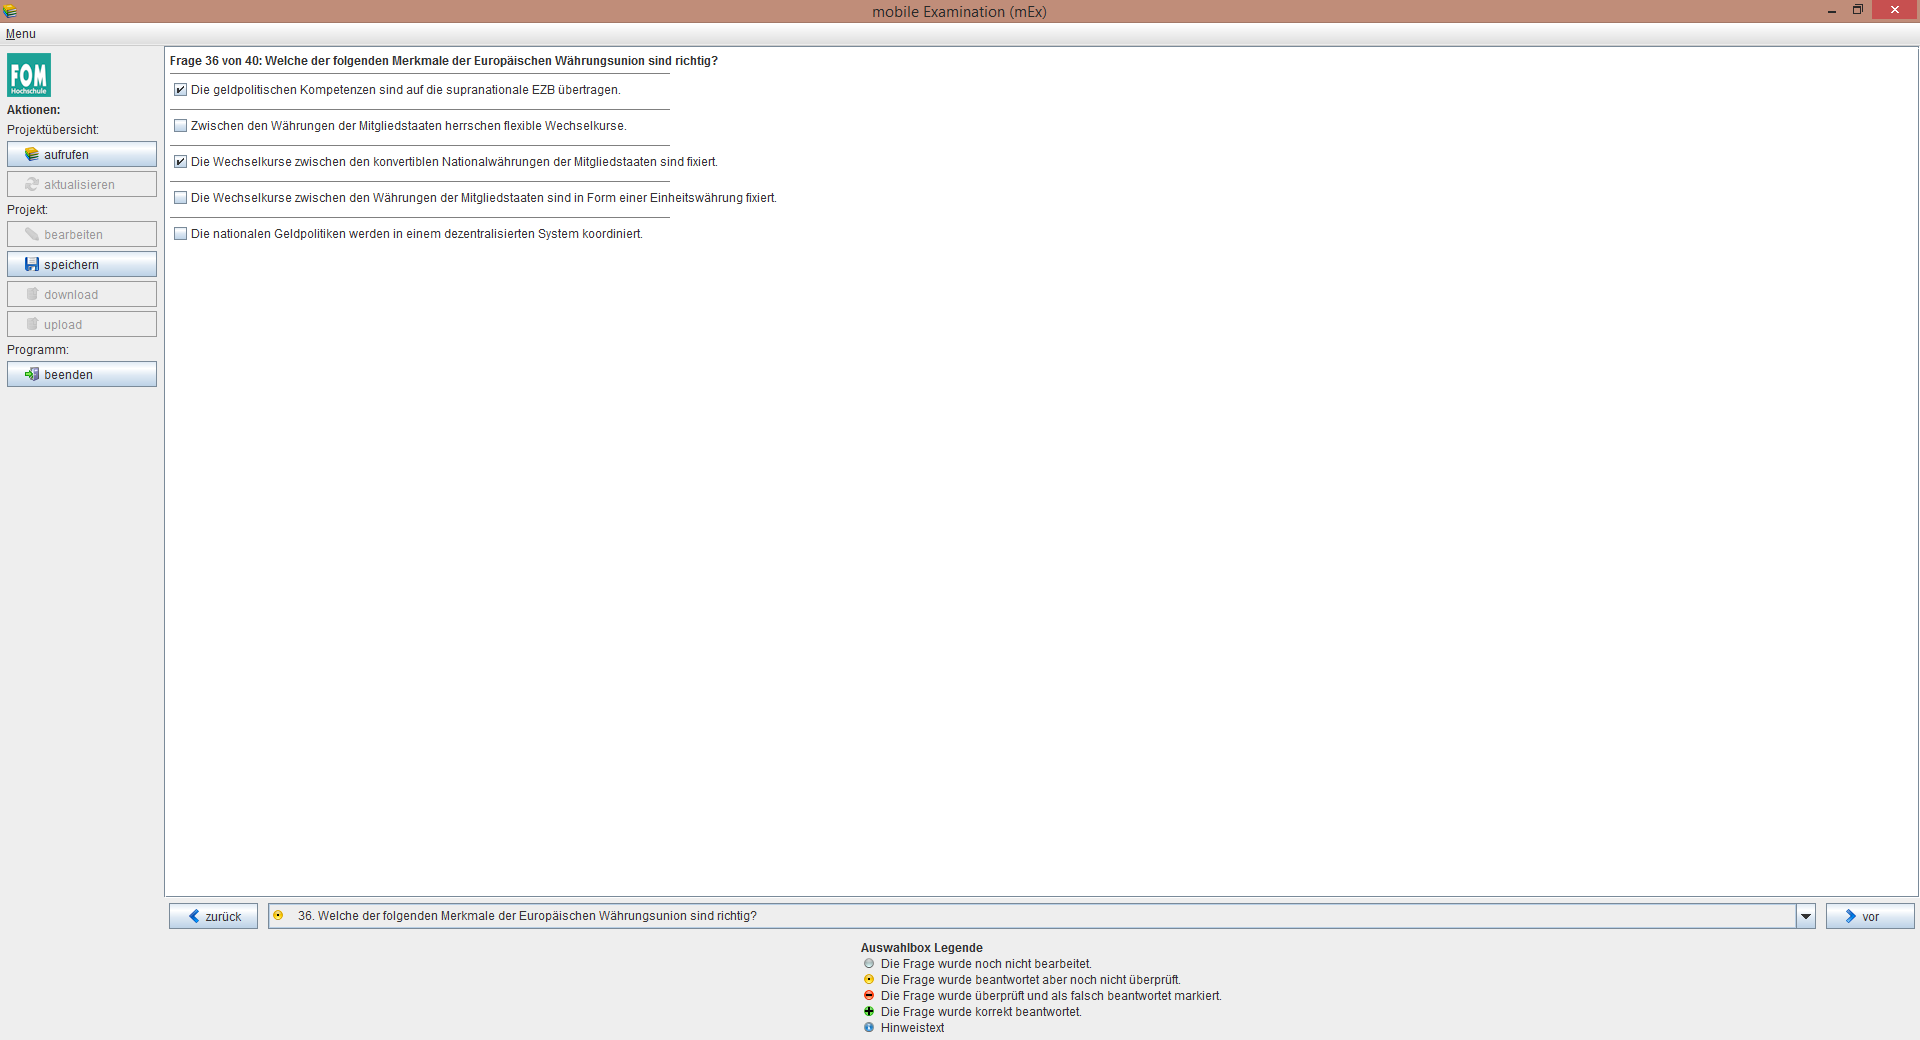 mobile Examination (mEx)
Menu
FOM
Hochschule
Aktionen:
Projektübersicht:
aufrufen
aktualisieren
Projekt:
bearbeiten
speichern
download
upload
Programm:
beenden
Frage 36 von 40: Welche der folgenden Merkmale der Europäischen Währungsunion sind richtig?
Die geldpolitischen Kompetenzen sind auf die supranationale EZB übertragen.
Zwischen den Währungen der Mitgliedstaaten herrschen flexible Wechselkurse.
Die Wechselkurse zwischen den konvertiblen Nationalwährungen der Mitgliedstaaten sind fixiert.
Die Wechselkurse zwischen den Währungen der Mitgliedstaaten sind in Form einer Einheitswährung fixiert.
Die nationalen Geldpolitiken werden in einem dezentralisierten System koordiniert.
zurück
36. Welche der folgenden Merkmale der Europäischen Währungsunion sind richtig?
vor
Auswahlbox Legende
Die Frage wurde noch nicht bearbeitet.
Die Frage wurde beantwortet aber noch nicht überprüft.
Die Frage wurde überprüft und als falsch beantwortet markiert.
Die Frage wurde korrekt beantwortet.
Hinweistext